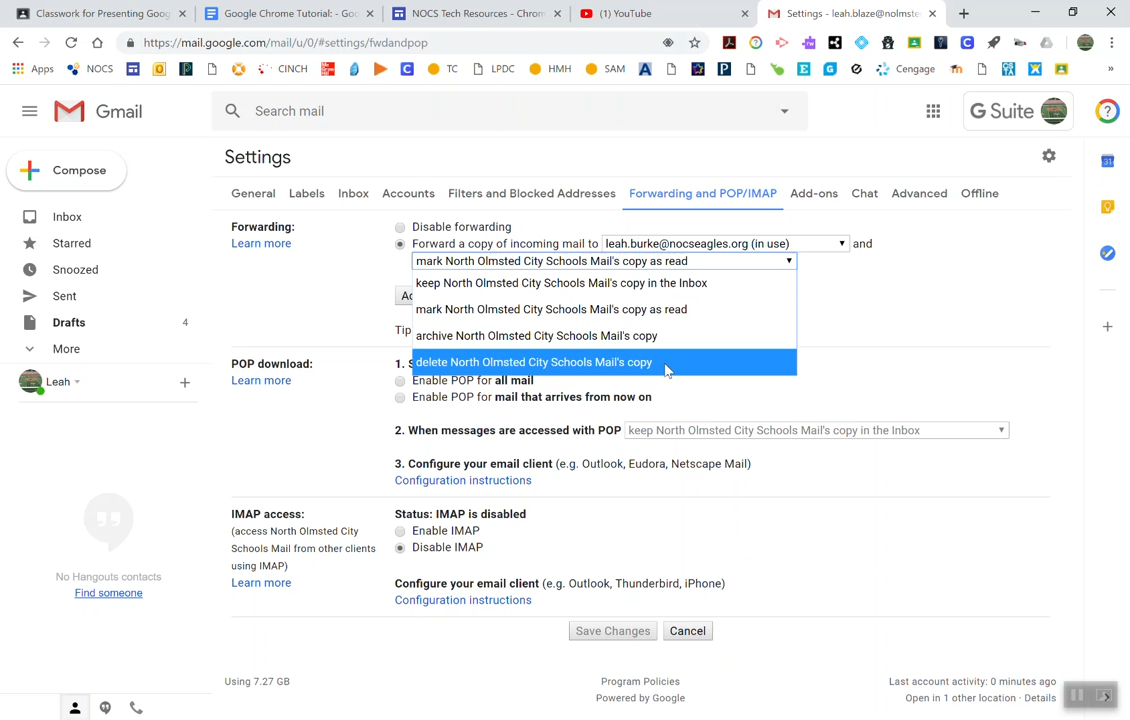 Classwork for Presenting Goog
Google Chrome Tutorial: - Goo
NOCS Tech Resources - Chrom
(1) YouTube
Settings - leah.blaze@nolmste
https://mail.google.com/mail/u/0/#settings/fwdandpop
Apps NOCS CINCH TC LPDC HMH SAM Cengage »
Gmail
Search mail
G Suite
Compose
Settings
General Labels Inbox Accounts Filters and Blocked Addresses Forwarding and POP/IMAP Add-ons Chat Advanced Offline
Inbox
Starred
Snoozed
Sent
Drafts 4
More
Leah
No Hangouts contacts
Find someone
Forwarding:
Learn more
Disable forwarding
Forward a copy of incoming mail to leah.burke@nocseagles.org (in use) and
mark North Olmsted City Schools Mail's copy as read
keep North Olmsted City Schools Mail's copy in the Inbox
mark North Olmsted City Schools Mail's copy as read
archive North Olmsted City Schools Mail's copy
delete North Olmsted City Schools Mail's copy
Ac
Tip
POP download:
Learn more
1. S
Enable POP for all mail
Enable POP for mail that arrives from now on
2. When messages are accessed with POP keep North Olmsted City Schools Mail's copy in the Inbox
3. Configure your email client (e.g. Outlook, Eudora, Netscape Mail)
Configuration instructions
IMAP access:
(access North Olmsted City
Schools Mail from other clients
using IMAP)
Learn more
Status: IMAP is disabled
Enable IMAP
Disable IMAP
Configure your email client (e.g. Outlook, Thunderbird, iPhone)
Configuration instructions
Save Changes Cancel
Using 7.27 GB
Program Policies
Powered by Google
Last account activity: 0 minutes ago
Open in 1 other location · Details